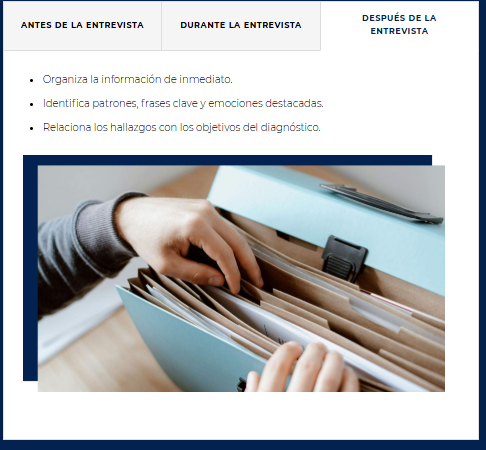 ANTES DE LA ENTREVISTA
DURANTE LA ENTREVISTA
DESPUÉS DE LA
ENTREVISTA
Organiza la información de inmediato.
Identifica patrones, frases clave y emociones destacadas.
Relaciona los hallazgos con los objetivos del diagnóstico.